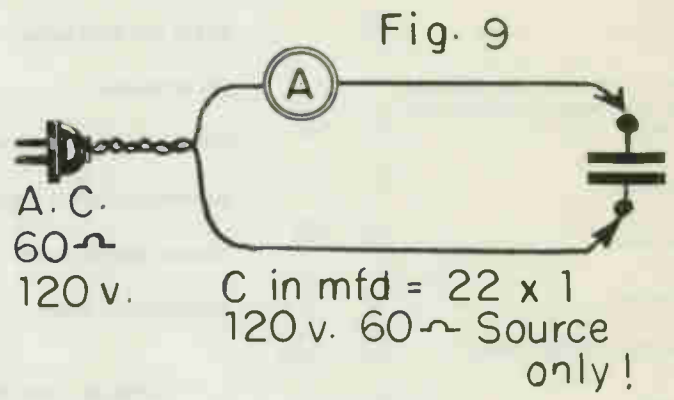 Fig. 9
A
A.C.
60~
120 v.
C in mfd = 22 x 1
120 v. 60~ Source
only!